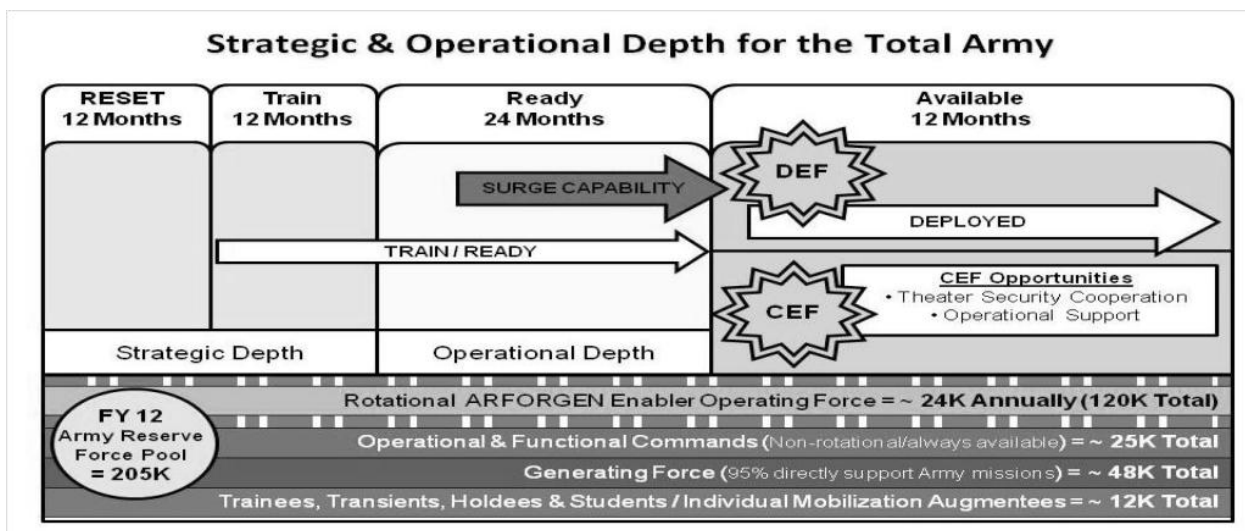 Strategic & Operational Depth for the Total Army
RESET
12 Months
Train
12 Months
Ready
24 Months
Available
12 Months
DEF
SURGE CAPABILITY
DEPLOYED
TRAIN / READY
CEF
CEF Opportunities
• Theater Security Cooperation
• Operational Support
Strategic Depth
Operational Depth
FY 12
Army Reserve
Force Pool
= 205K
Rotational ARFORGEN Enabler Operating Force = ~ 24K Annually (120K Total)
Operational & Functional Commands (Non-rotational/always available) = ~ 25K Total
Generating Force (95% directly support Army missions) = ~ 48K Total
Trainees, Transients, Holdees & Students / Individual Mobilization Augmentees = ~ 12K Total